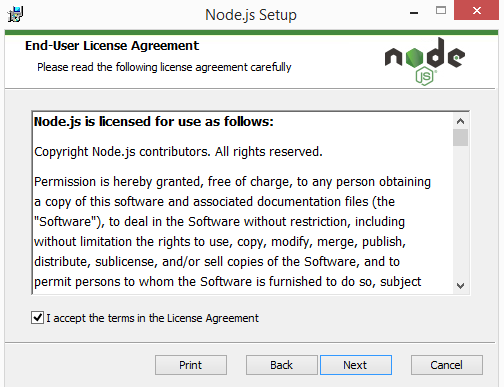 Node.js Setup
End-User License Agreement
Please read the following license agreement carefully
node
JS
Node.js is licensed for use as follows:
Copyright Node.js contributors. All rights reserved.
Permission is hereby granted, free of charge, to any person obtaining
a copy of this software and associated documentation files (the
"Software"), to deal in the Software without restriction, including
without limitation the rights to use, copy, modify, merge, publish,
distribute, sublicense, and/or sell copies of the Software, and to
permit persons to whom the Software is furnished to do so, subject
I accept the terms in the License Agreement
Print
Back
Next
Cancel